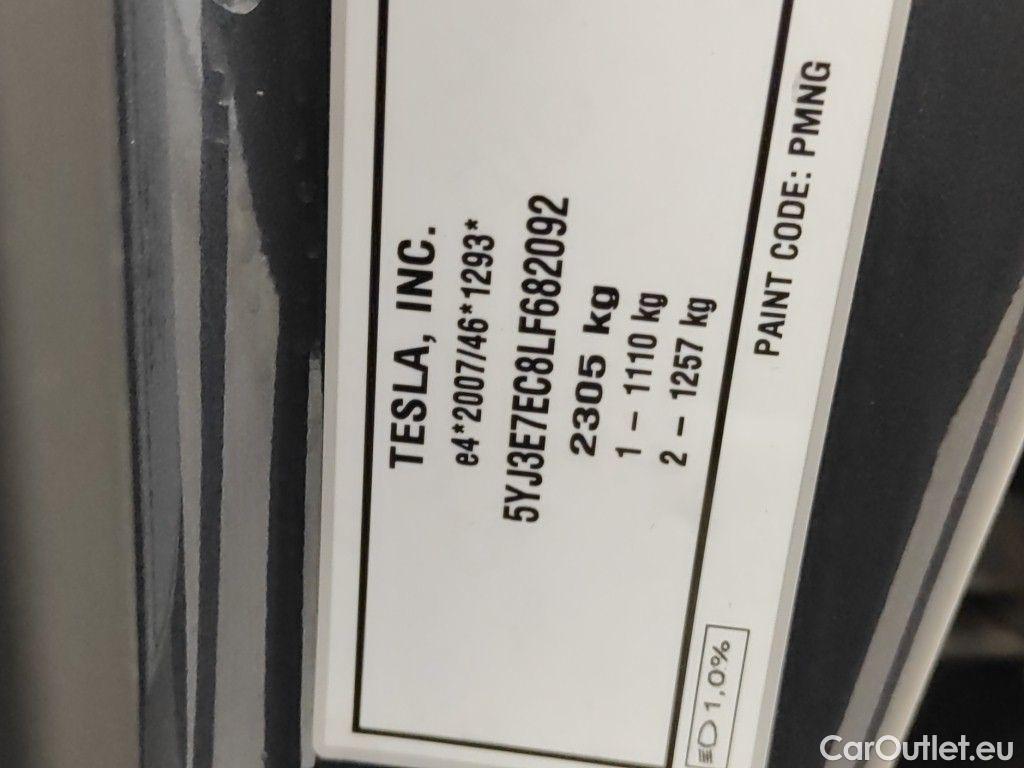 TESLA, INC.
e4*2007/46*1293*
5YJ3E7EC8LF682092
2305 kg
1 – 1110 kg
2 – 1257 kg
PAINT CODE: PMNG
1,0%
CarOutlet.eu